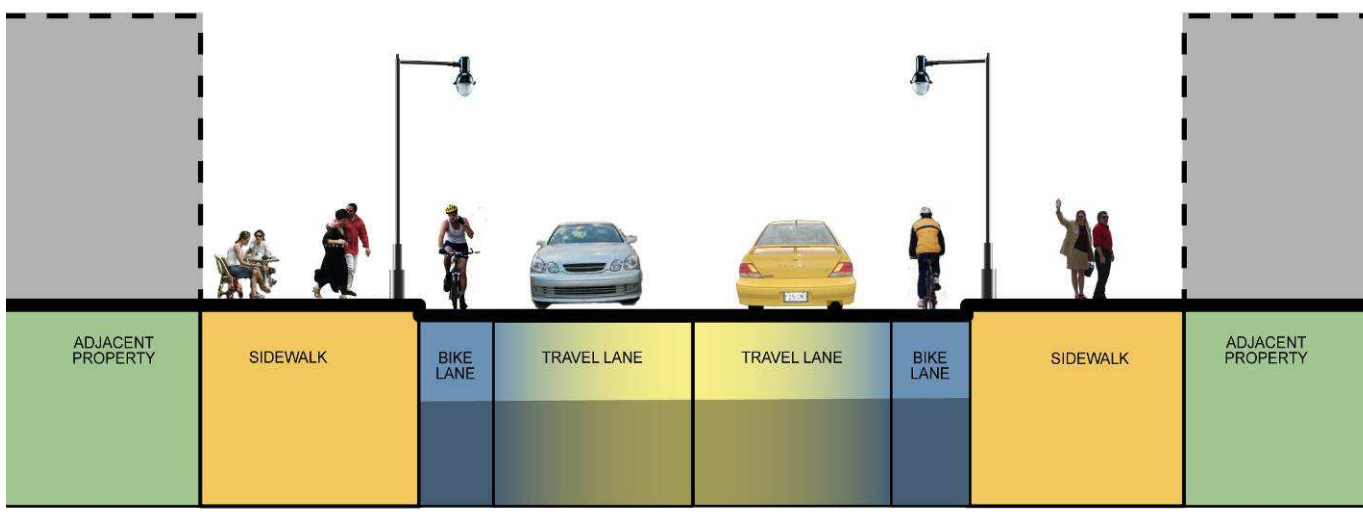 ADJACENT
PROPERTY
SIDEWALK
BIKE
LANE
TRAVEL LANE
TRAVEL LANE
BIKE
LANE
SIDEWALK
ADJACENT
PROPERTY